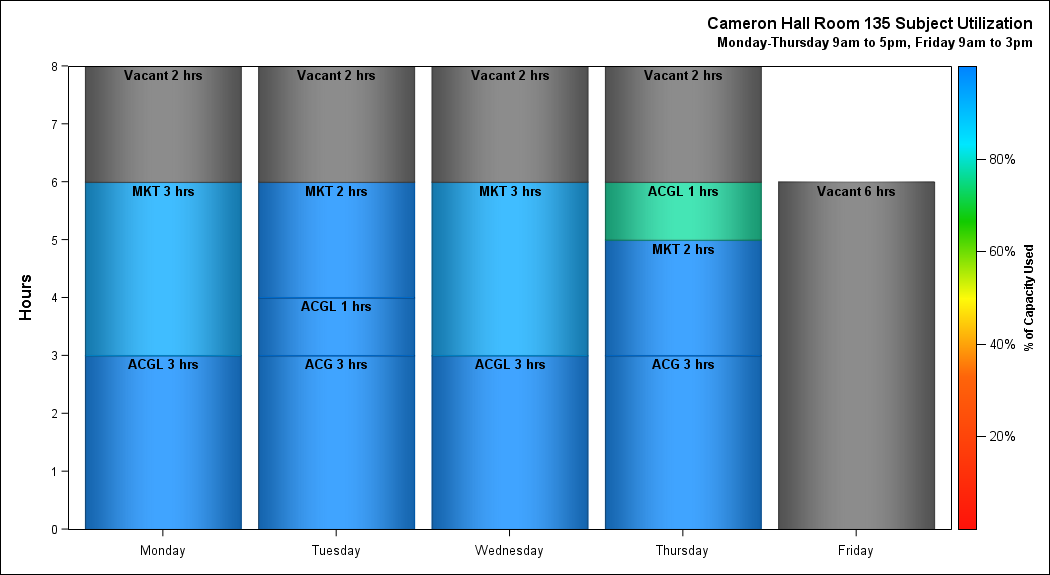 Cameron Hall Room 135 Subject Utilization
Monday-Thursday 9am to 5pm, Friday 9am to 3pm
8
7
6
5
4
3
2
1
0
Hours
Vacant 2 hrs
MKT 3 hrs
ACGL 3 hrs
Vacant 2 hrs
MKT 2 hrs
ACGL 1 hrs
ACG 3 hrs
Vacant 2 hrs
MKT 3 hrs
ACGL 3 hrs
Vacant 2 hrs
ACGL 1 hrs
MKT 2 hrs
ACG 3 hrs
Vacant 6 hrs
Monday
Tuesday
Wednesday
Thursday
Friday
80%
60%
40%
20%
% of Capacity Used